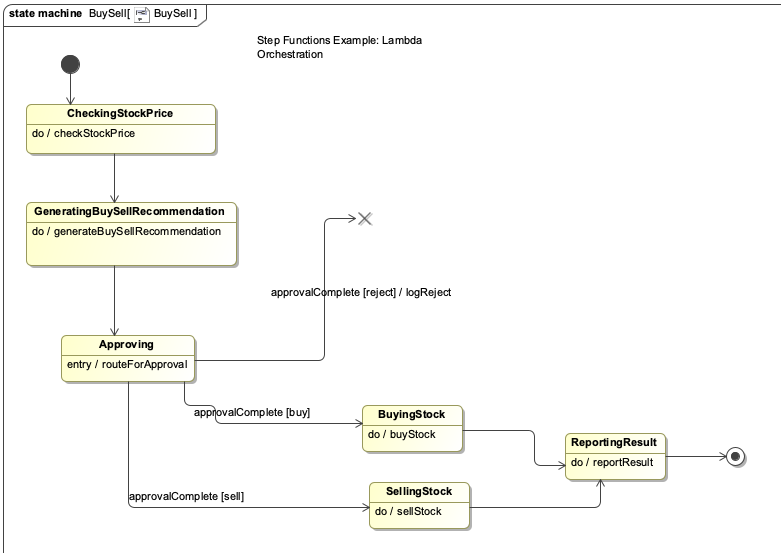 state machine BuySell[ BuySell ]
Step Functions Example: Lambda
Orchestration
CheckingStockPrice
do / checkStockPrice
GeneratingBuySellRecommendation
do / generateBuySellRecommendation
approvalComplete [reject] / logReject
Approving
entry / routeForApproval
approvalComplete [buy]
BuyingStock
do / buyStock
ReportingResult
do / reportResult
approvalComplete [sell]
SellingStock
do / sellStock